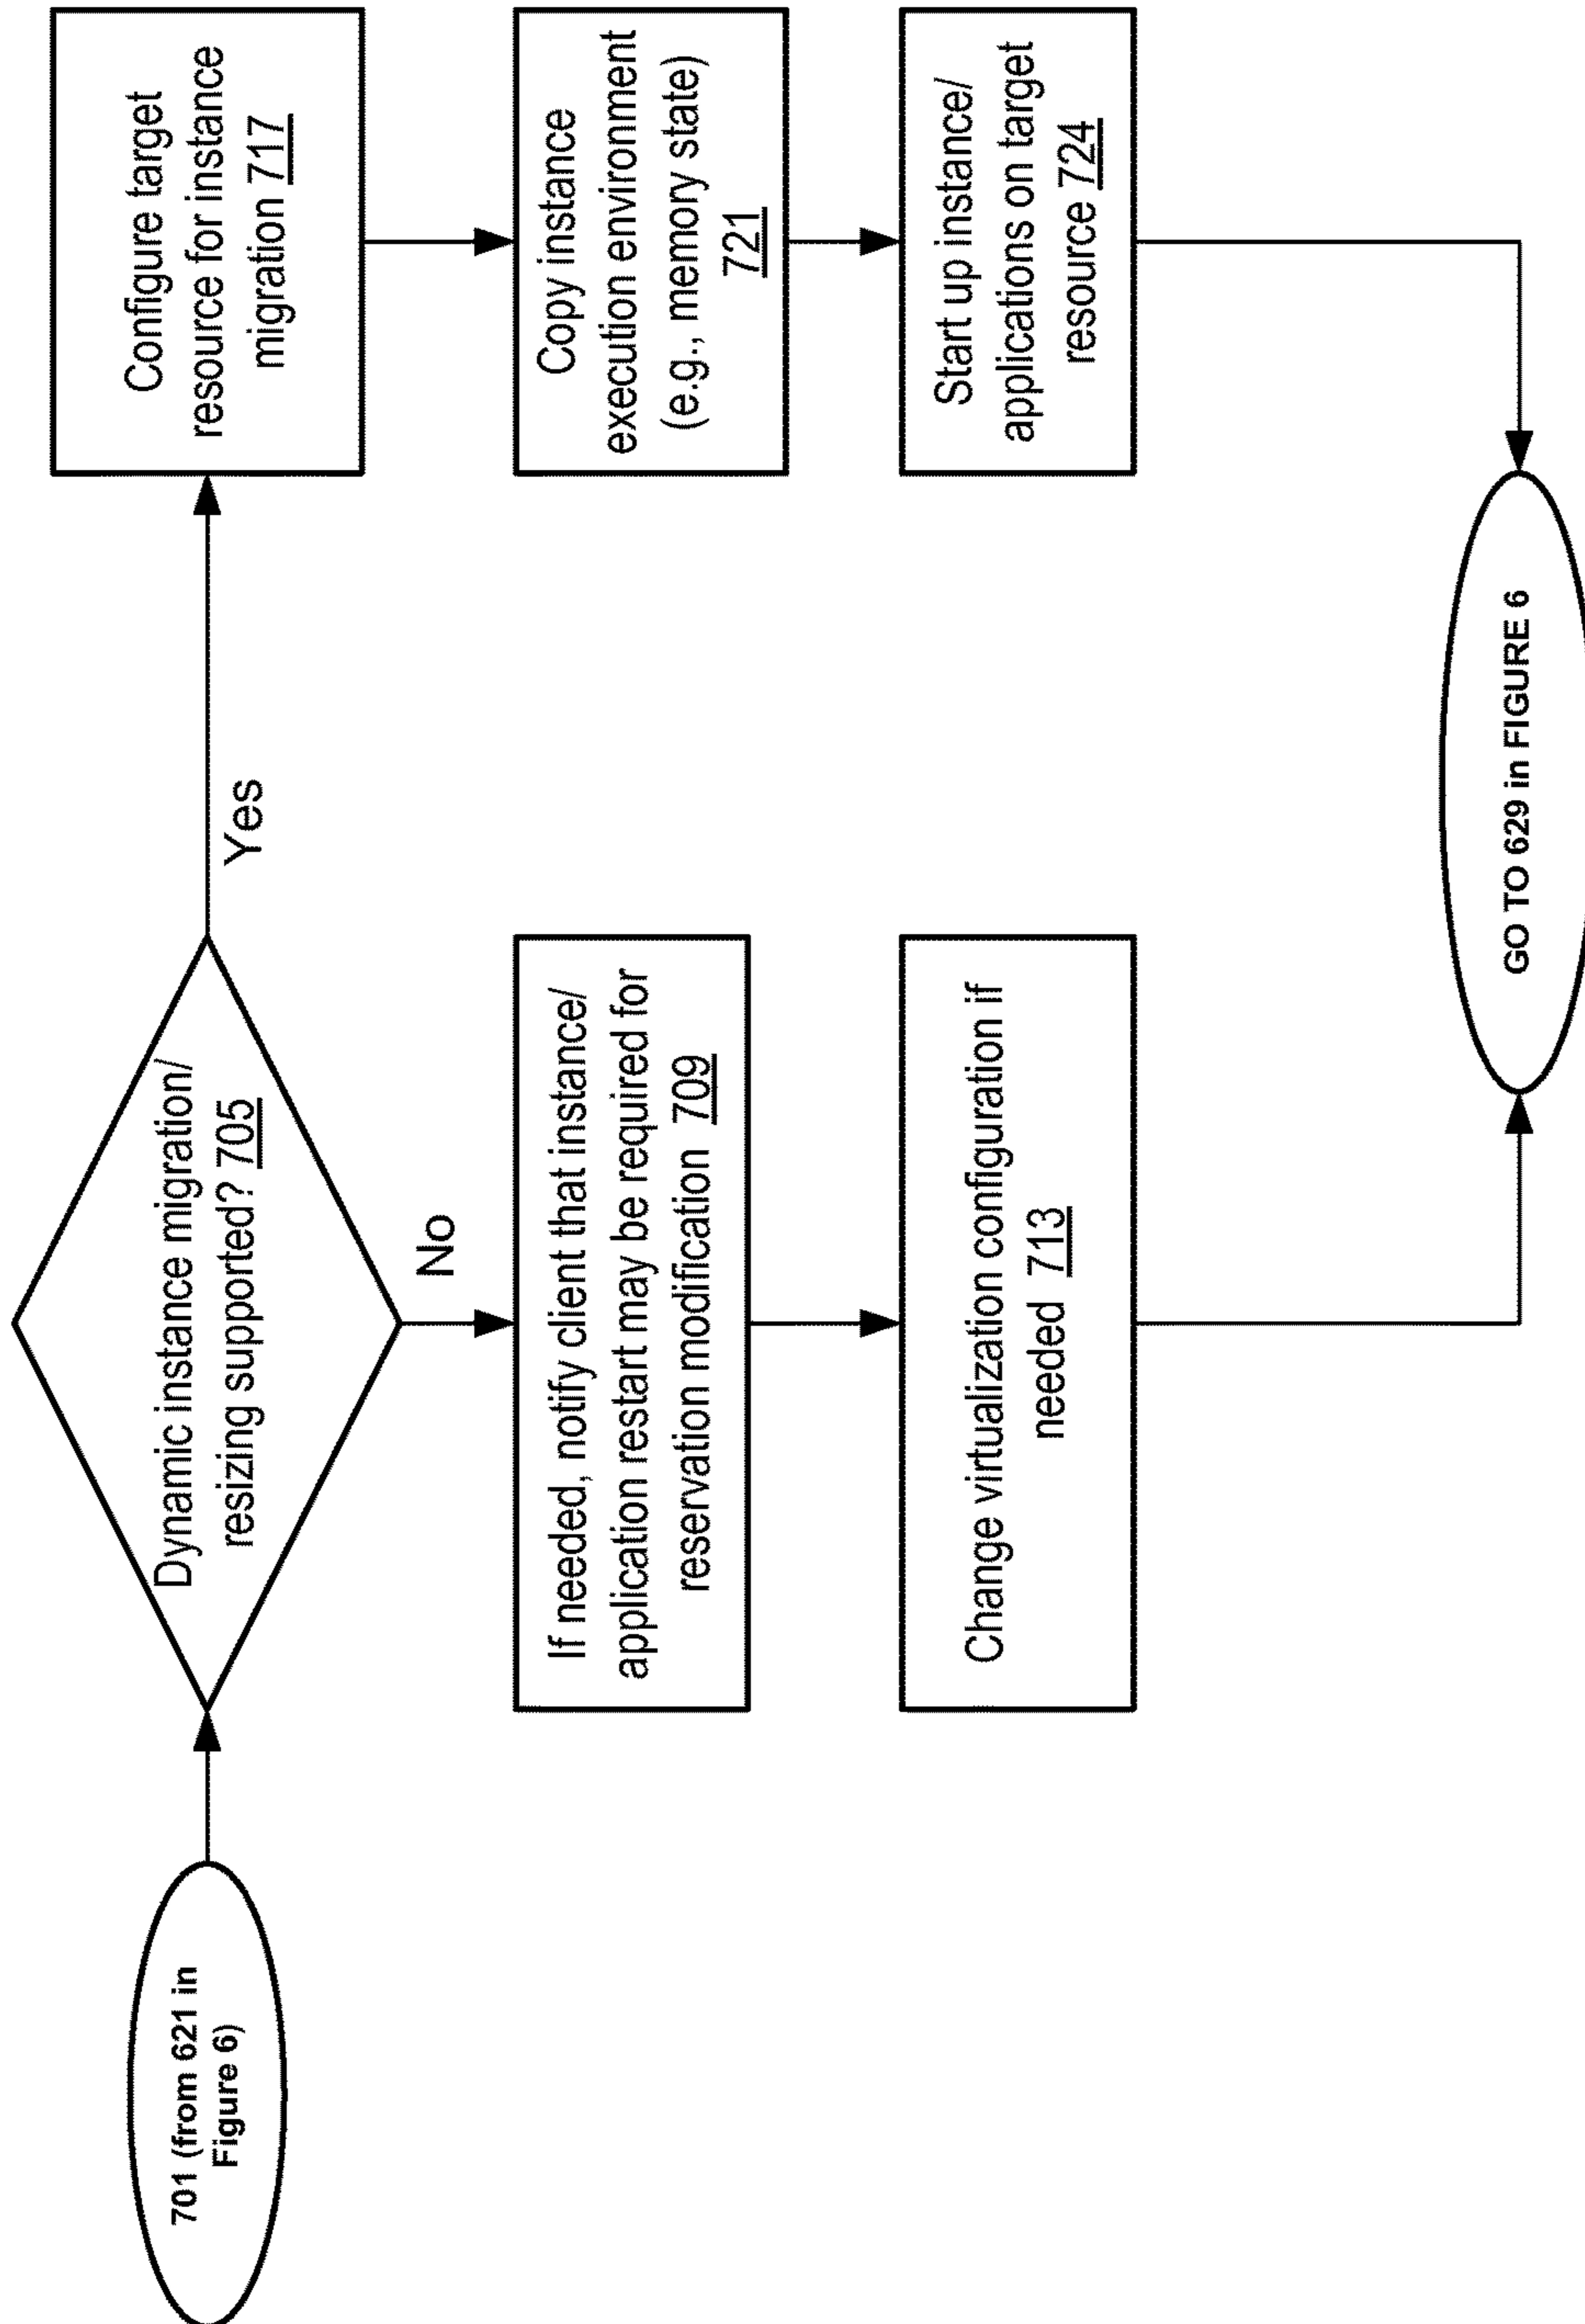 701 (from 621 in
Figure 6)
Dynamic instance migration/
resizing supported? 705
Yes
No
Configure target
resource for instance
migration 717
If needed, notify client that instance/
application restart may be required for
reservation modification 709
Copy instance
execution environment
(e.g., memory state)
721
Change virtualization configuration if
needed 713
Start up instance/
applications on target
resource 724
GO TO 629 in FIGURE 6